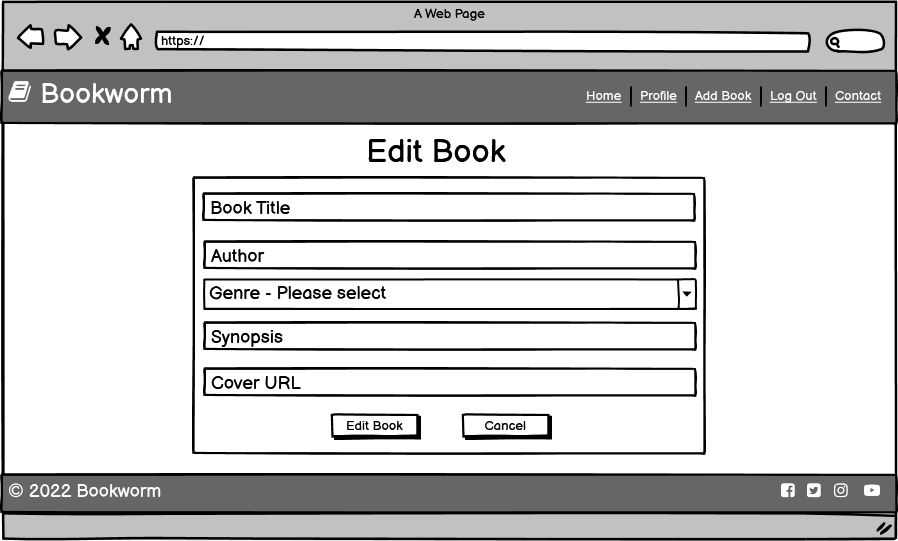 A Web Page
https://
Bookworm
Home Profile Add Book Log Out Contact
Edit Book
Book Title
Author
Genre - Please select
Synopsis
Cover URL
Edit Book Cancel
© 2022 Bookworm